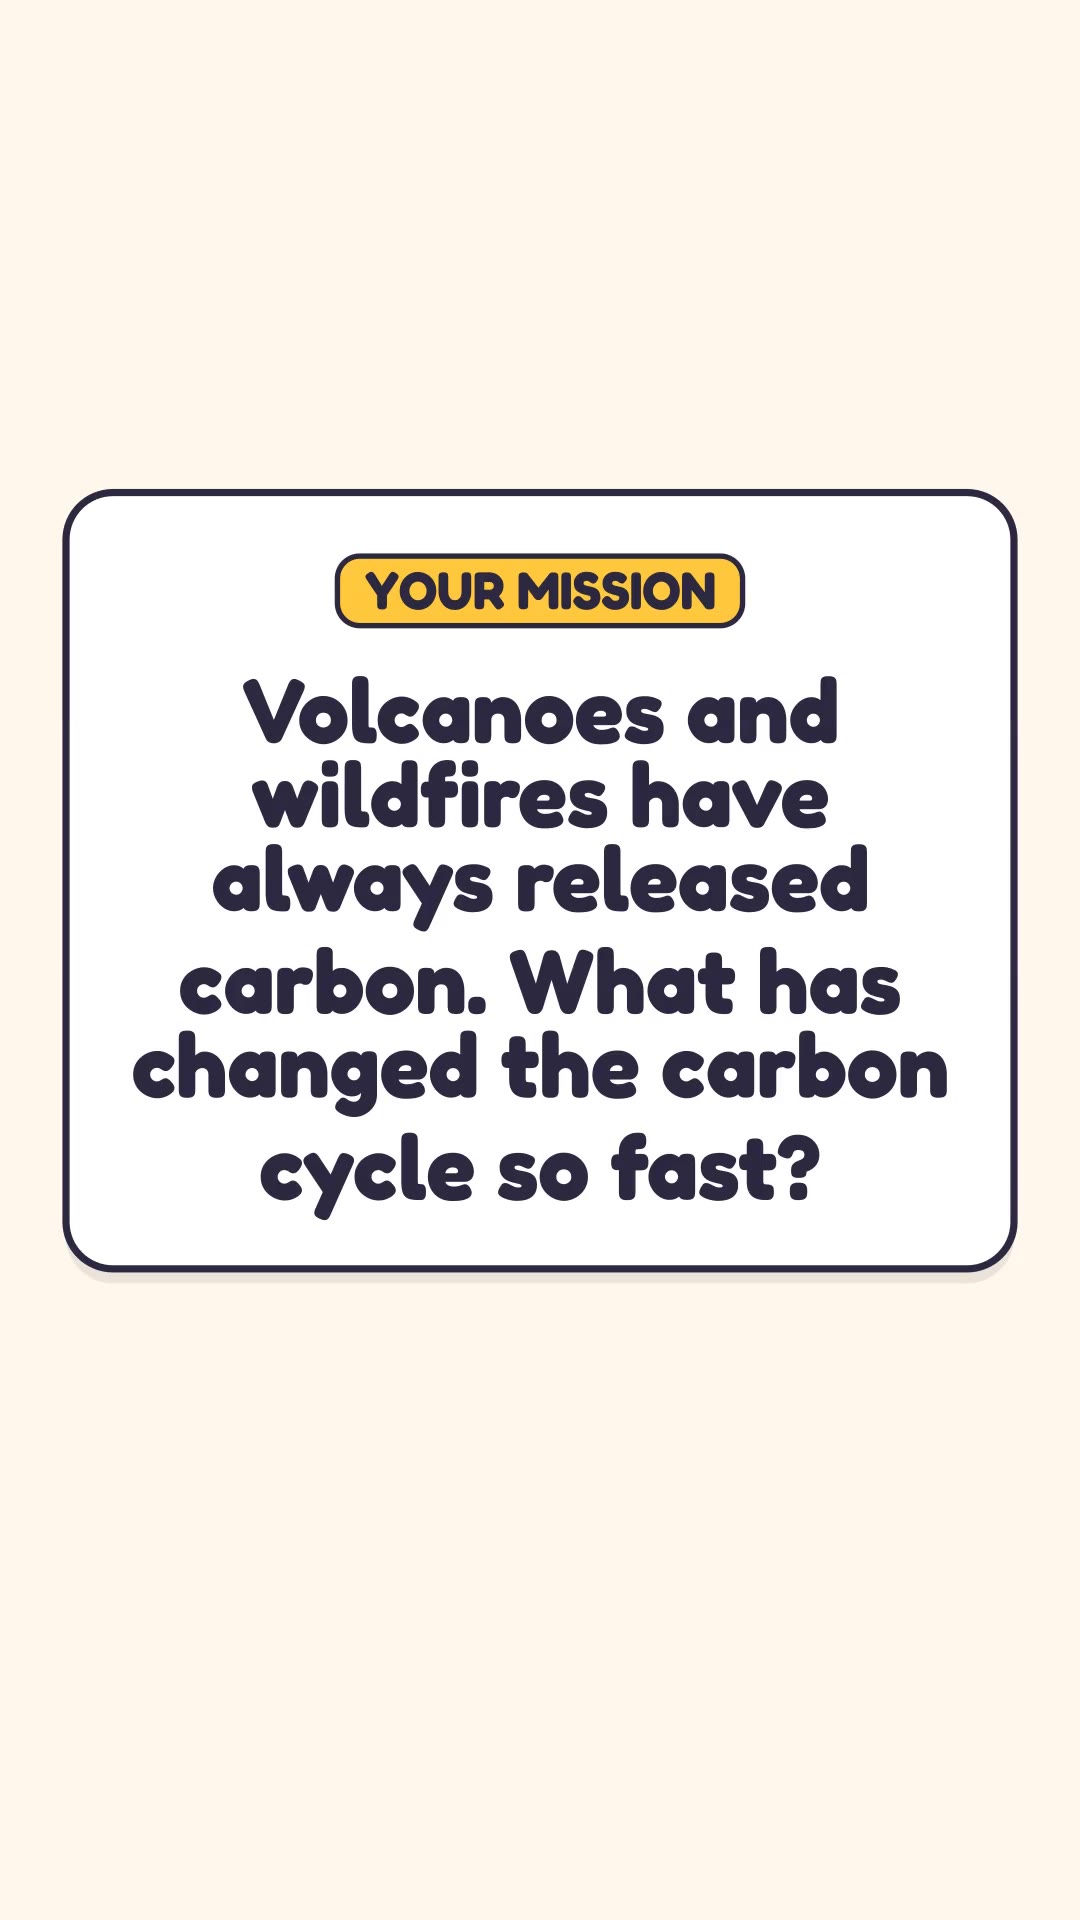 YOUR MISSION
Volcanoes and
wildfires have
always released
carbon. What has
changed the carbon
cycle so fast?